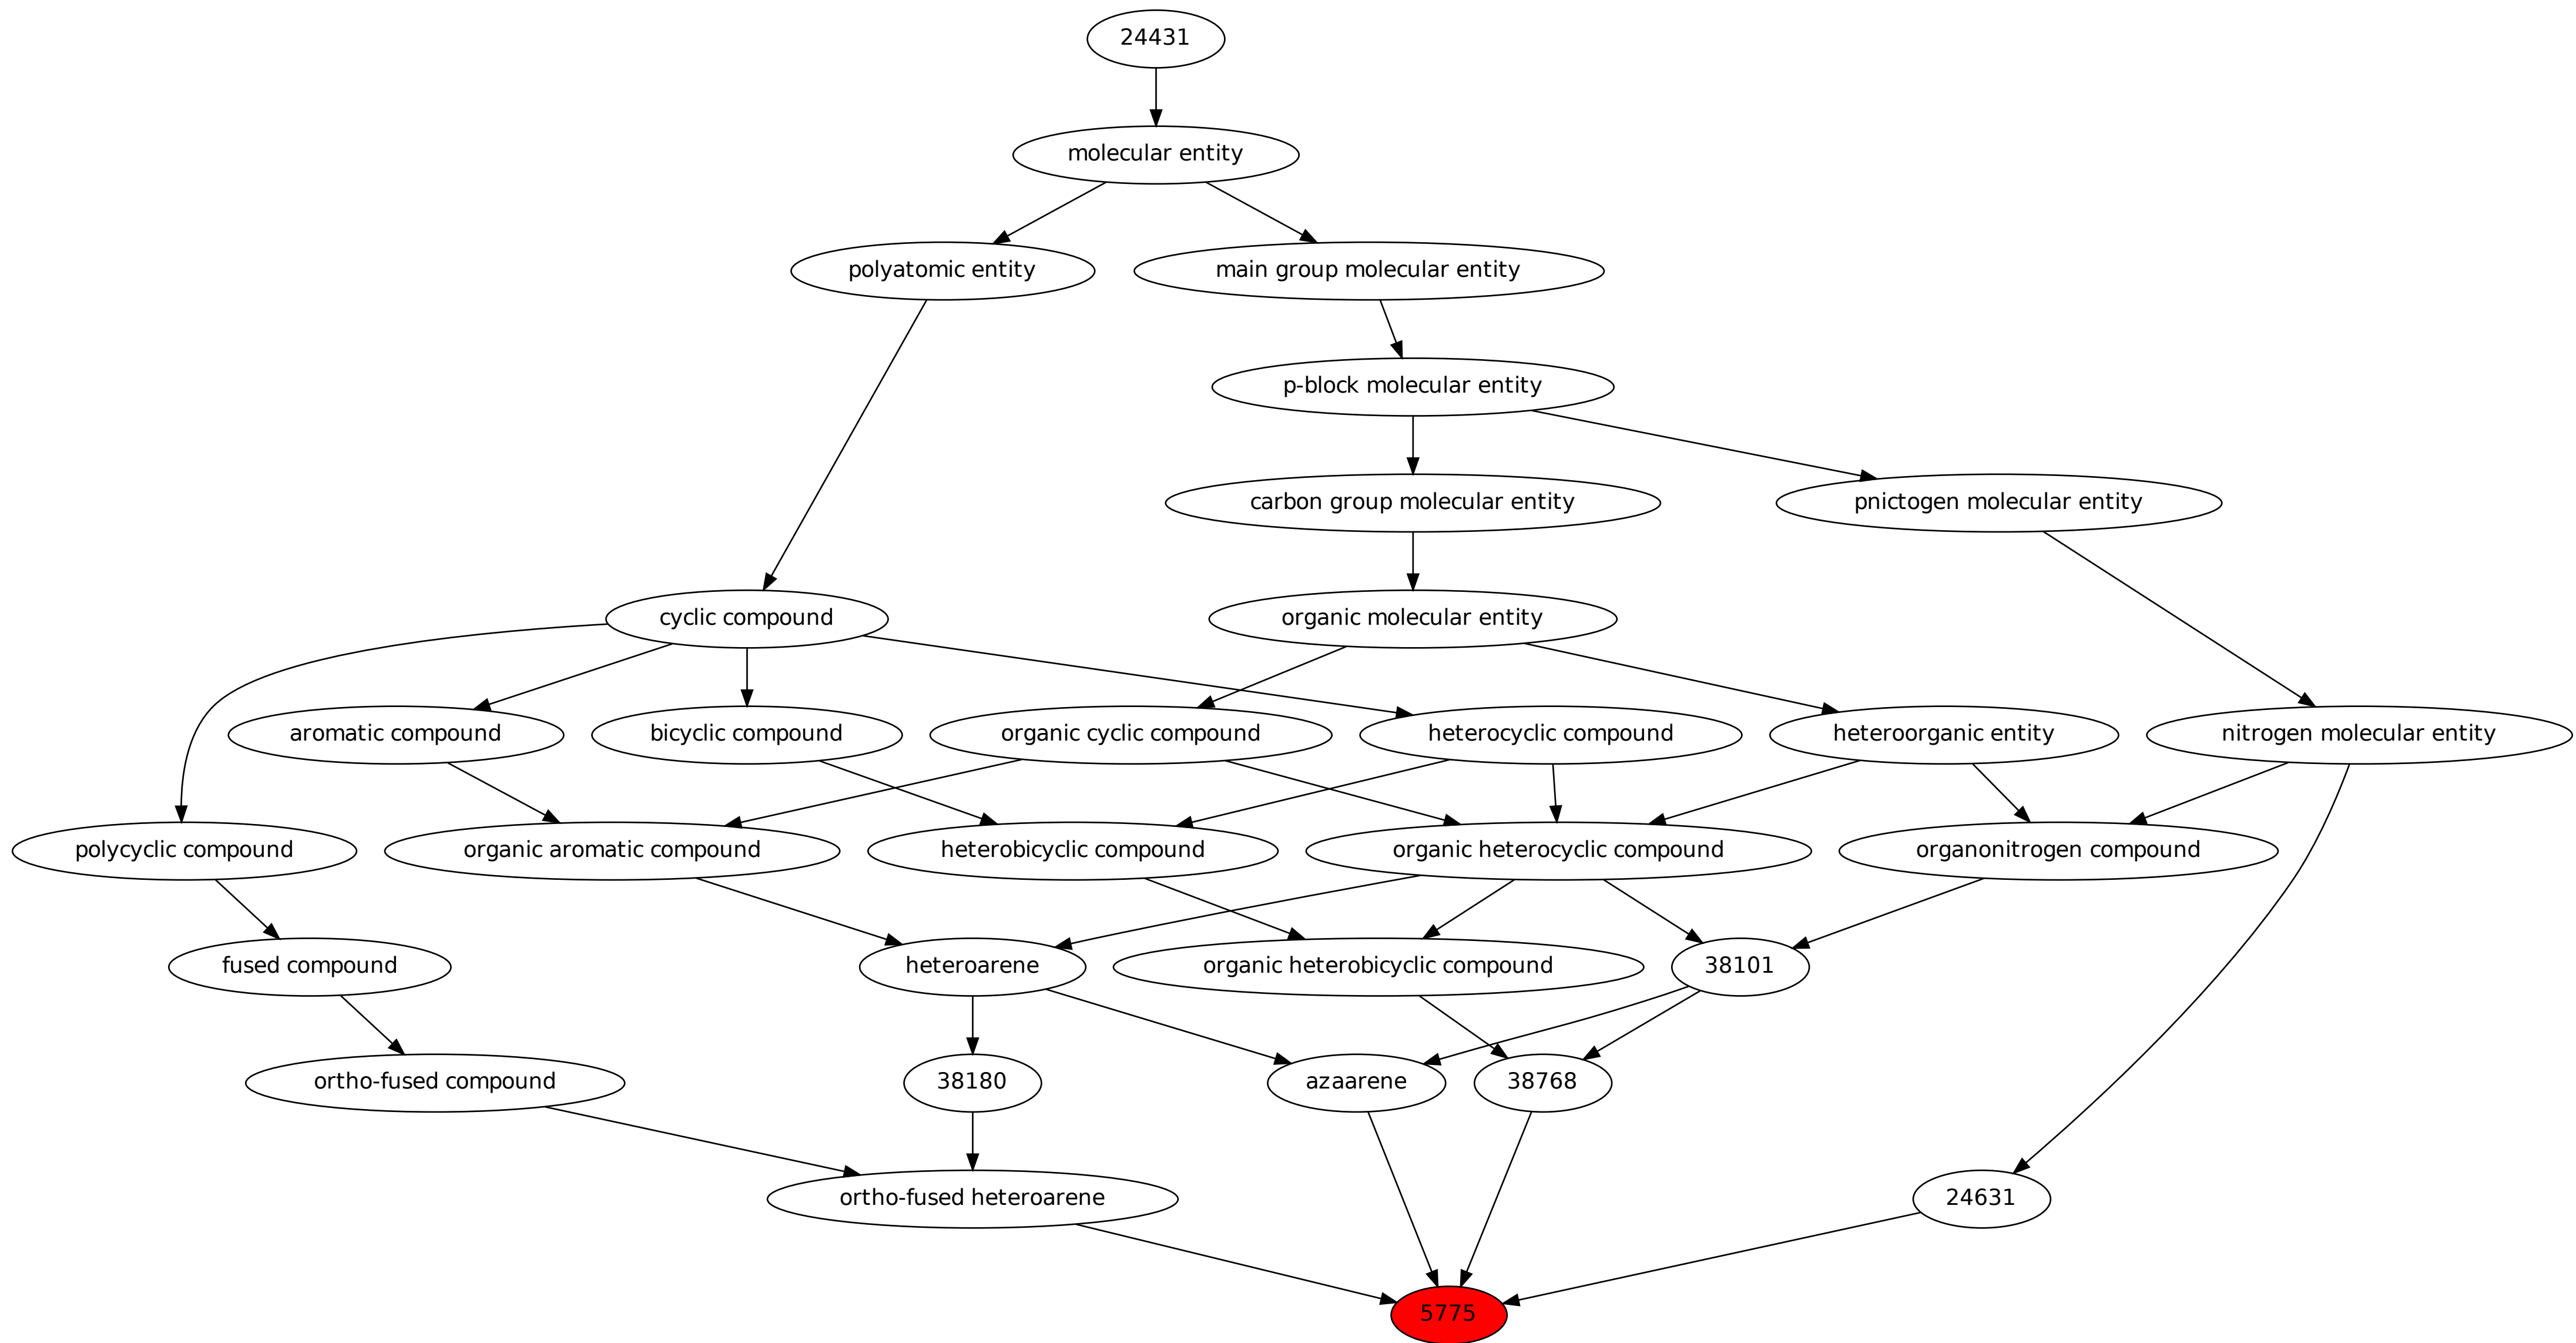 24431
molecular entity
polyatomic entity
main group molecular entity
p-block molecular entity
carbon group molecular entity
pnictogen molecular entity
cyclic compound
organic molecular entity
aromatic compound
bicyclic compound
organic cyclic compound
heterocyclic compound
heteroorganic entity
nitrogen molecular entity
polycyclic compound
organic aromatic compound
heterobicyclic compound
organic heterocyclic compound
organonitrogen compound
fused compound
heteroarene
organic heterobicyclic compound
38101
ortho-fused compound
38180
azaarene
38768
ortho-fused heteroarene
24631
5775